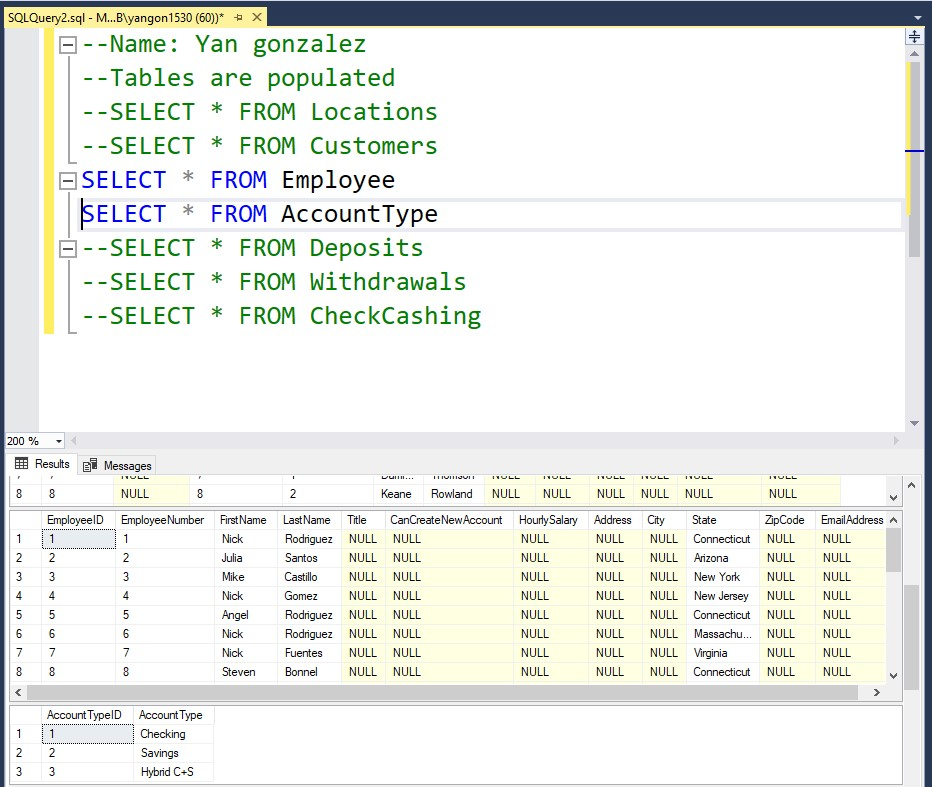 SQLQuery2.sql - M...B\yangon1530 (60))*
--Name: Yan gonzalez
--Tables are populated
--SELECT * FROM Locations
--SELECT * FROM Customers
SELECT * FROM Employee
SELECT * FROM AccountType
--SELECT * FROM Deposits
--SELECT * FROM Withdrawals
--SELECT * FROM CheckCashing
200 %
Results Messages
8 8 NULL 8 2 Keane Rowland NULL NULL NULL NULL NULL NULL
EmployeeID EmployeeNumber FirstName LastName Title CanCreateNewAccount HourlySalary Address City State ZipCode EmailAddress
1 1 1 Nick Rodriguez NULL NULL NULL NULL NULL Connecticut NULL NULL
2 2 2 Julia Santos NULL NULL NULL NULL NULL Arizona NULL NULL
3 3 3 Mike Castillo NULL NULL NULL NULL NULL New York NULL NULL
4 4 4 Nick Gomez NULL NULL NULL NULL NULL New Jersey NULL NULL
5 5 5 Angel Rodriguez NULL NULL NULL NULL NULL Connecticut NULL NULL
6 6 6 Nick Rodriguez NULL NULL NULL NULL NULL Massachu... NULL NULL
7 7 7 Nick Fuentes NULL NULL NULL NULL NULL Virginia NULL NULL
8 8 8 Steven Bonnel NULL NULL NULL NULL NULL Connecticut NULL NULL
AccountTypeID AccountType
1 1 Checking
2 2 Savings
3 3 Hybrid C+S